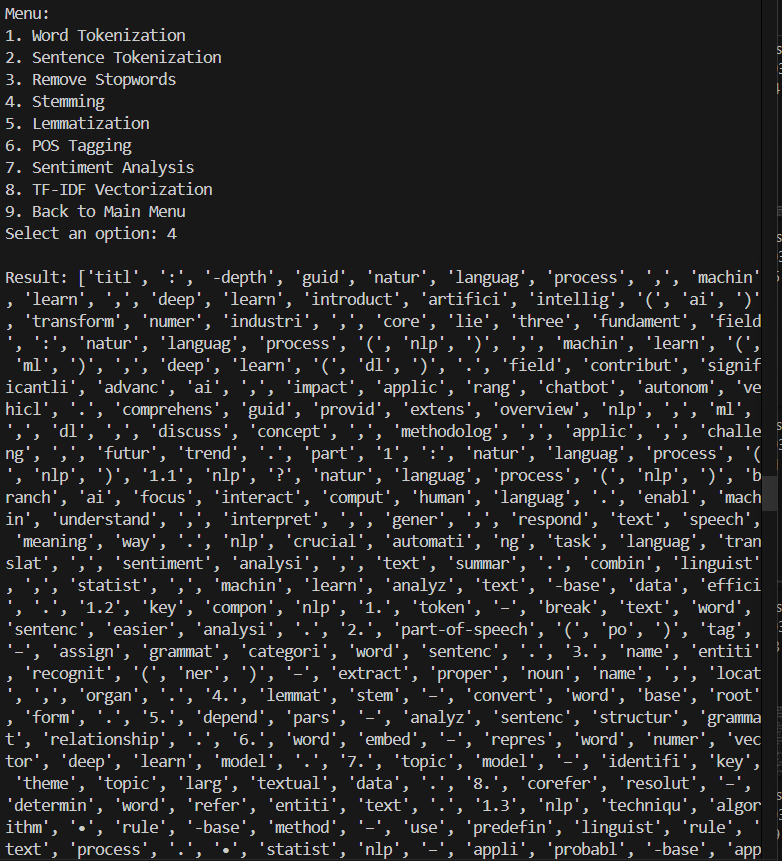 Menu:
1. Word Tokenization
2. Sentence Tokenization
3. Remove Stopwords
4. Stemming
5. Lemmatization
6. POS Tagging
7. Sentiment Analysis
8. TF-IDF Vectorization
9. Back to Main Menu
Select an option: 4
Result: ['titl', ':', '-depth', 'guid', 'natur', 'languag', 'process', ',', 'machin'
, 'learn', ',', 'deep', 'learn', 'introduct', 'artifici', 'intellig', '(', 'ai', ')'
, 'transform', 'numer', 'industri', ',', 'core', 'lie', 'three', 'fundament', 'field
', ':', 'natur', 'languag', 'process', '(', 'nlp', ')', ',', 'machin', 'learn', '(',
 'ml', ')', ',', 'deep', 'learn', '(', 'dl', ')', '.', 'field', 'contribut', 'signif
icantli', 'advanc', 'ai', ',', 'impact', 'applic', 'rang', 'chatbot', 'autonom', 've
hicl', '.', 'comprehens', 'guid', 'provid', 'extens', 'overview', 'nlp', ',', 'ml',
',', 'dl', ',', 'discuss', 'concept', ',', 'methodolog', ',', 'applic', ',', 'challe
ng', ',', 'futur', 'trend', '.', 'part', '1', ':', 'natur', 'languag', 'process', '(
', 'nlp', ')', '1.1', 'nlp', '?', 'natur', 'languag', 'process', '(', 'nlp', ')', 'b
ranch', 'ai', 'focus', 'interact', 'comput', 'human', 'languag', '.', 'enabl', 'mach
in', 'understand', ',', 'interpret', ',', 'gener', ',', 'respond', 'text', 'speech',
 'meaning', 'way', '.', 'nlp', 'crucial', 'automati', 'ng', 'task', 'languag', 'tran
slat', ',', 'sentiment', 'analysi', ',', 'text', 'summar', '.', 'combin', 'linguist'
, ',', 'statist', ',', 'machin', 'learn', 'analyz', 'text', '-base', 'data', 'effici
', '.', '1.2', 'key', 'compon', 'nlp', '1.', 'token', '–', 'break', 'text', 'word',
'sentenc', 'easier', 'analysi', '.', '2.', 'part-of-speech', '(', 'po', ')', 'tag',
'–', 'assign', 'grammat', 'categori', 'word', 'sentenc', '.', '3.', 'name', 'entiti'
, 'recognit', '(', 'ner', ')', '–', 'extract', 'proper', 'noun', 'name', ',', 'locat
', ',', 'organ', '.', '4.', 'lemmat', 'stem', '–', 'convert', 'word', 'base', 'root'
, 'form', '.', '5.', 'depend', 'pars', '–', 'analyz', 'sentenc', 'structur', 'gramma
t', 'relationship', '.', '6.', 'word', 'embed', '–', 'repres', 'word', 'numer', 'vec
tor', 'deep', 'learn', 'model', '.', '7.', 'topic', 'model', '–', 'identifi', 'key',
 'theme', 'topic', 'larg', 'textual', 'data', '.', '8.', 'corefer', 'resolut', '–',
'determin', 'word', 'refer', 'entiti', 'text', '.', '1.3', 'nlp', 'techniqu', 'algor
ithm', '•', 'rule', '-base', 'method', '–', 'use', 'predefin', 'linguist', 'rule', '
text', 'process', '.', '•', 'statist', 'nlp', '–', 'appli', 'probabl', '-base', 'app